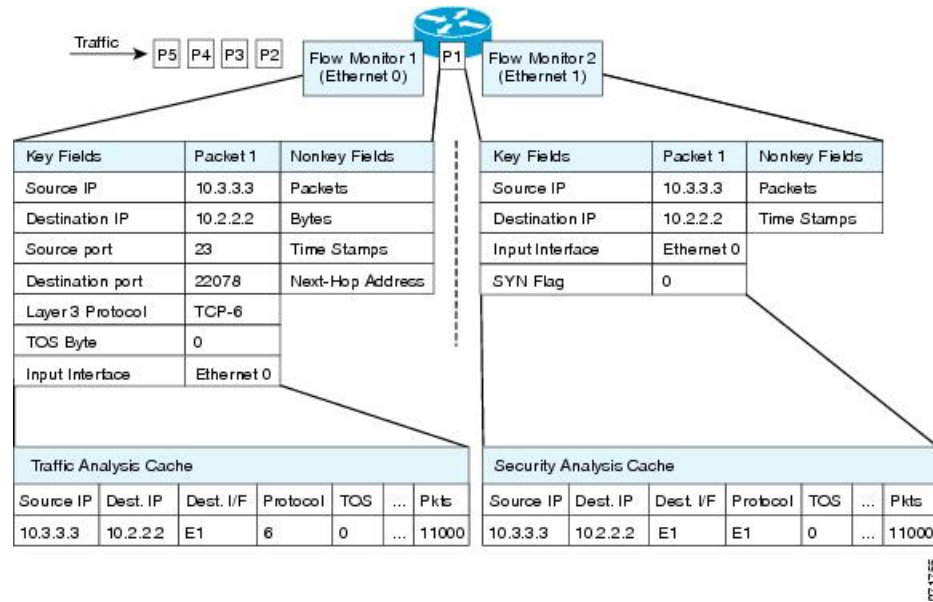 Traffic
P5 P4 P3 P2
Flow Monitor 1
(Ethernet 0)
P1
Flow Monitor 2
(Ethernet 1)
Key Fields Packet 1 Nonkey Fields
Source IP 10.3.3.3 Packets
Destination IP 10.2.2.2 Bytes
Source port 23 Time Stamps
Destination port 22078 Next-Hop Address
Layer 3 Protocol TCP-6
TOS Byte 0
Input Interface Ethernet 0
Key Fields Packet 1 Nonkey Fields
Source IP 10.3.3.3 Packets
Destination IP 10.2.2.2 Time Stamps
Input Interface Ethernet 0
SYN Flag 0
Traffic Analysis Cache
Source IP Dest. IP Dest. I/F Protocol TOS ... Pkts
10.3.3.3 10.2.2.2 E1 6 0 ... 11000
Security Analysis Cache
Source IP Dest. IP Dest. I/F Protocol TOS ... Pkts
10.3.3.3 10.2.2.2 E1 E1 0 ... 11000